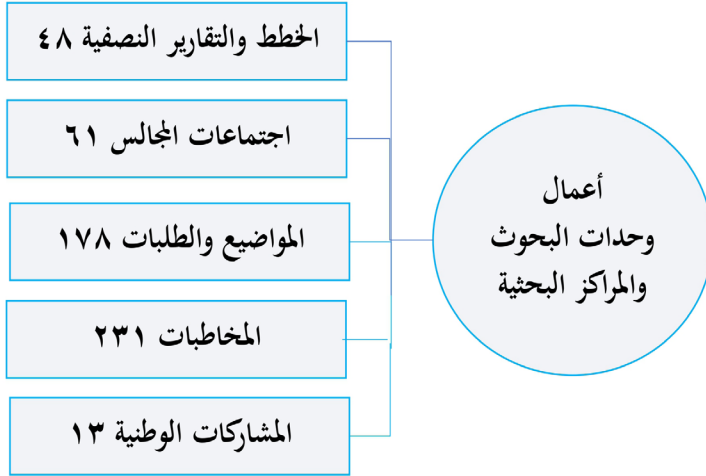 أعمال
وحدات البحوث
والمراكز البحثية
الخطط والتقارير النصفية ٤٨
اجتماعات المجالس ٦١
المواضيع والطلبات ١٧٨
المخاطبات ٢٣١
المشاركات الوطنية ١٣